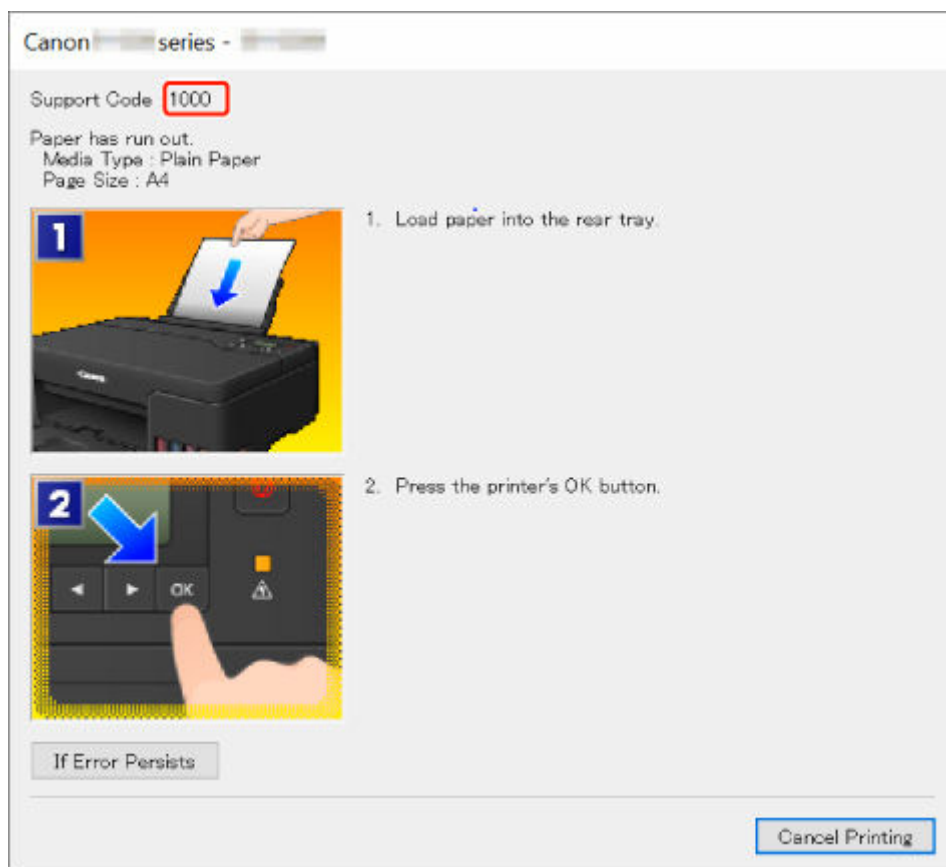 Canon series -
Support Code 1000
Paper has run out.
Media Type : Plain Paper
Page Size : A4
1
1. Load paper into the rear tray.
Canon
2
2. Press the printer's OK button.
OK
If Error Persists
Cancel Printing